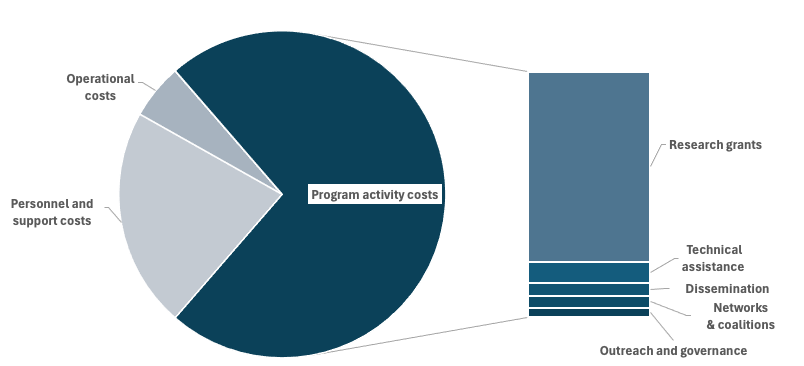 Operational
costs
Personnel and
support costs
Program activity costs
Research grants
Technical
assistance
Dissemination
Networks
& coalitions
Outreach and governance